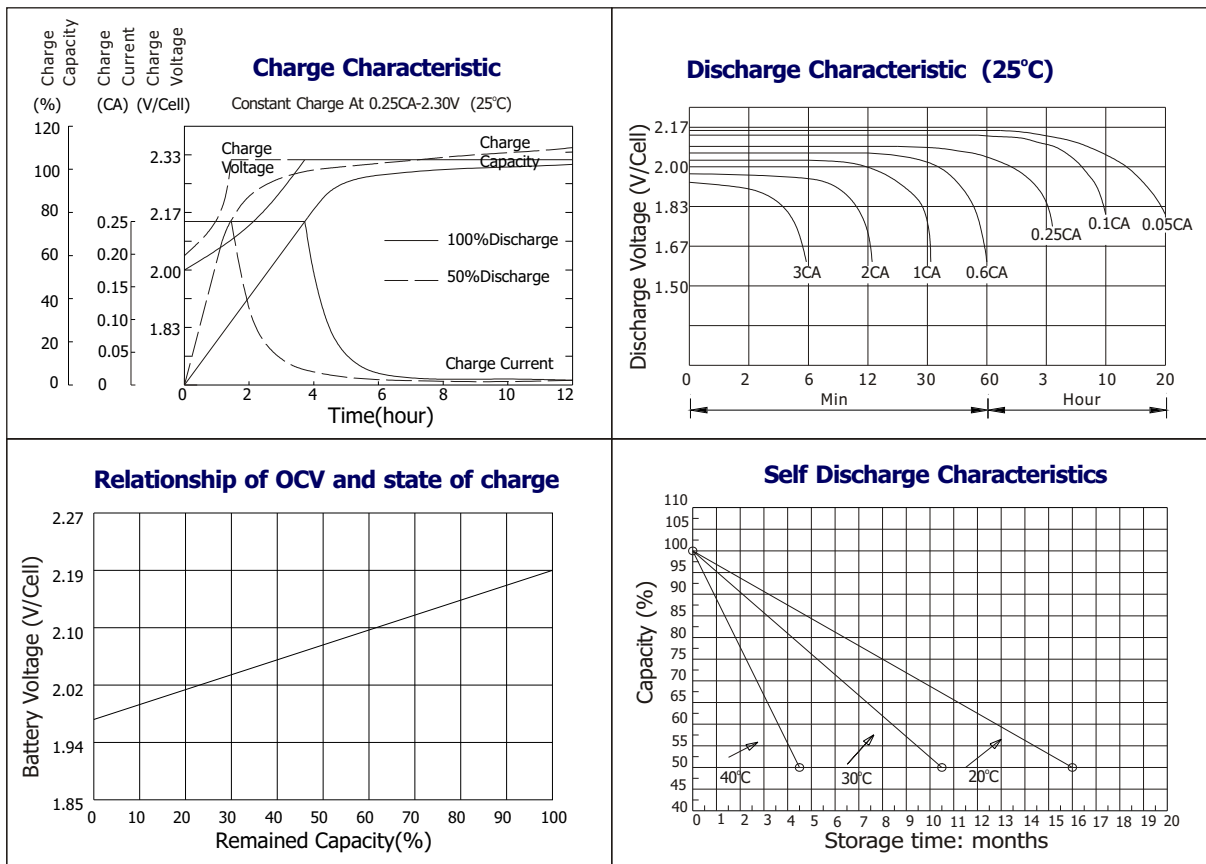 Charge
Capacity
Charge
Current
Charge
Voltage
(%)
(CA)
(V/Cell)
Charge Characteristic
Constant Charge At 0.25CA-2.30V (25°C)
120
100
80
60
40
20
0
0.25
0.20
0.15
0.10
0.05
0
2.33
2.17
2.00
1.83
Charge
Voltage
Charge
Capacity
100%Discharge
50%Discharge
Charge Current
0 2 4 6 8 10 12
Time(hour)
Discharge Characteristic (25°C)
Discharge Voltage (V/Cell)
2.17
2.00
1.83
1.67
1.50
3CA
2CA
1CA
0.6CA
0.25CA
0.1CA
0.05CA
0 2 6 12 30 60 3 10 20
Min
Hour
Relationship of OCV and state of charge
Battery Voltage (V/Cell)
2.27
2.19
2.10
2.02
1.94
1.85
0 10 20 30 40 50 60 70 80 90 100
Remained Capacity(%)
Self Discharge Characteristics
Capacity (%)
110
105
100
95
90
85
80
75
70
65
60
55
50
45
40
40°C
30°C
20°C
0 1 2 3 4 5 6 7 8 9 10 11 12 13 14 15 16 17 18 19 20
Storage time: months